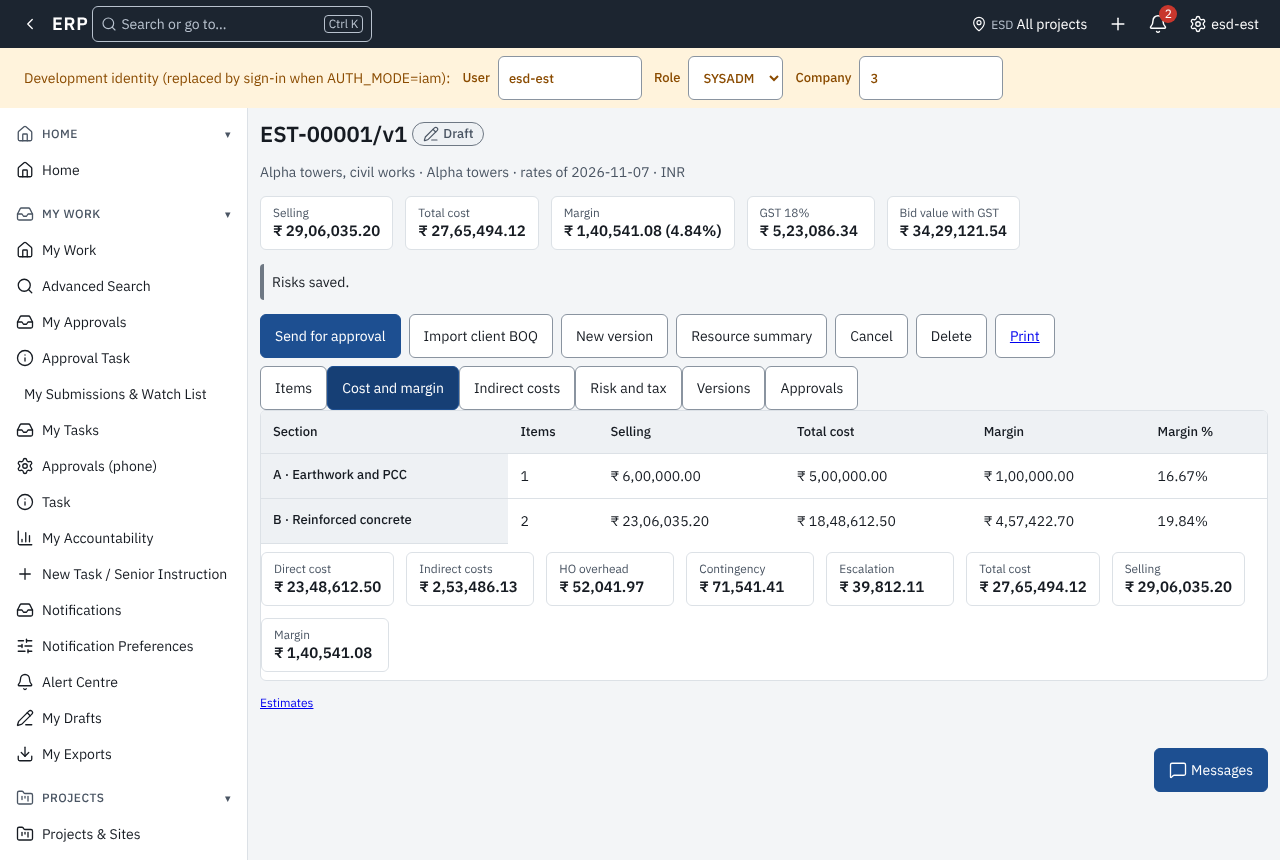 ERP Search or go to... Ctrl K ESD All projects 2 esd-est
Development identity (replaced by sign-in when AUTH_MODE=iam): User esd-est Role SYSADM Company 3
HOME
Home
MY WORK
My Work
Advanced Search
My Approvals
Approval Task
My Submissions & Watch List
My Tasks
Approvals (phone)
Task
My Accountability
New Task / Senior Instruction
Notifications
Notification Preferences
Alert Centre
My Drafts
My Exports
PROJECTS
Projects & Sites
EST-00001/v1 Draft
Alpha towers, civil works · Alpha towers · rates of 2026-11-07 · INR
Selling Total cost Margin GST 18% Bid value with GST
₹ 29,06,035.20 ₹ 27,65,494.12 ₹ 1,40,541.08 (4.84%) ₹ 5,23,086.34 ₹ 34,29,121.54
Risks saved.
Send for approval Import client BOQ New version Resource summary Cancel Delete Print
Items Cost and margin Indirect costs Risk and tax Versions Approvals
Section Items Selling Total cost Margin Margin %
A · Earthwork and PCC 1 ₹ 6,00,000.00 ₹ 5,00,000.00 ₹ 1,00,000.00 16.67%
B · Reinforced concrete 2 ₹ 23,06,035.20 ₹ 18,48,612.50 ₹ 4,57,422.70 19.84%
Direct cost Indirect costs HO overhead Contingency Escalation Total cost Selling
₹ 23,48,612.50 ₹ 2,53,486.13 ₹ 52,041.97 ₹ 71,541.41 ₹ 39,812.11 ₹ 27,65,494.12 ₹ 29,06,035.20
Margin
₹ 1,40,541.08
Estimates
Messages